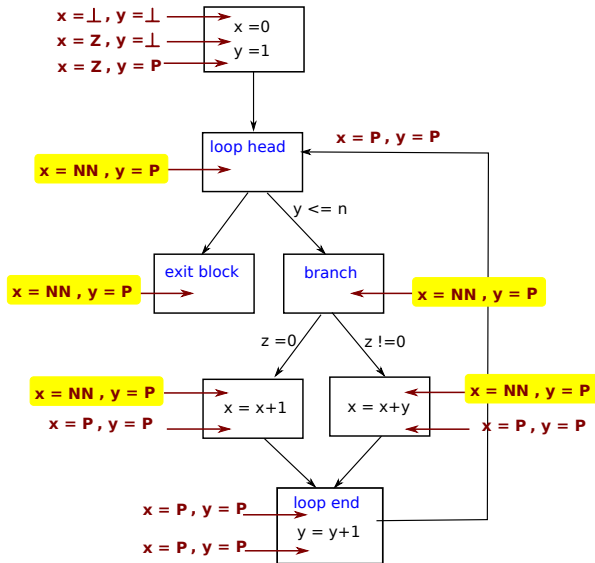 x = ⊥ , y = ⊥
x = Z, y = ⊥
x = Z, y = P
x =0
y =1
x = P, y = P
loop head
x = NN , y = P
y <= n
exit block
branch
x = NN , y = P
x = NN , y = P
z =0
z !=0
x = NN , y = P
x = NN , y = P
x = x+1
x = x+y
x = P, y = P
x = P, y = P
loop end
x = P, y = P
y = y+1
x = P, y = P